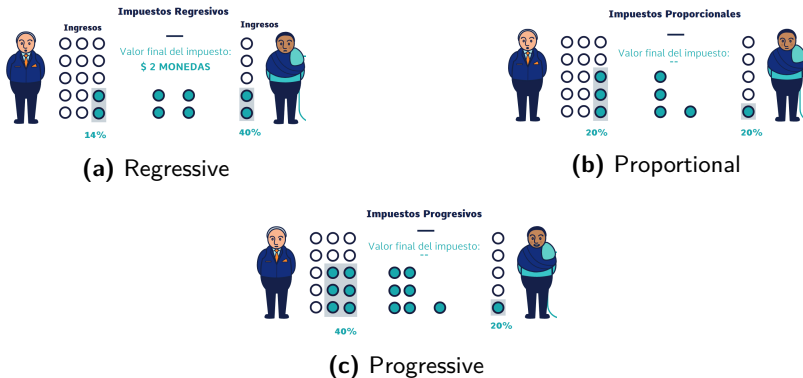 Impuestos Regresivos
Ingresos
Ingresos
Valor final del impuesto:
$ 2 MONEDAS
14%
40%
(a) Regressive
Impuestos Proporcionales
Valor final del impuesto:
--
20%
20%
(b) Proportional
Impuestos Progresivos
Valor final del impuesto:
--
40%
20%
(c) Progressive